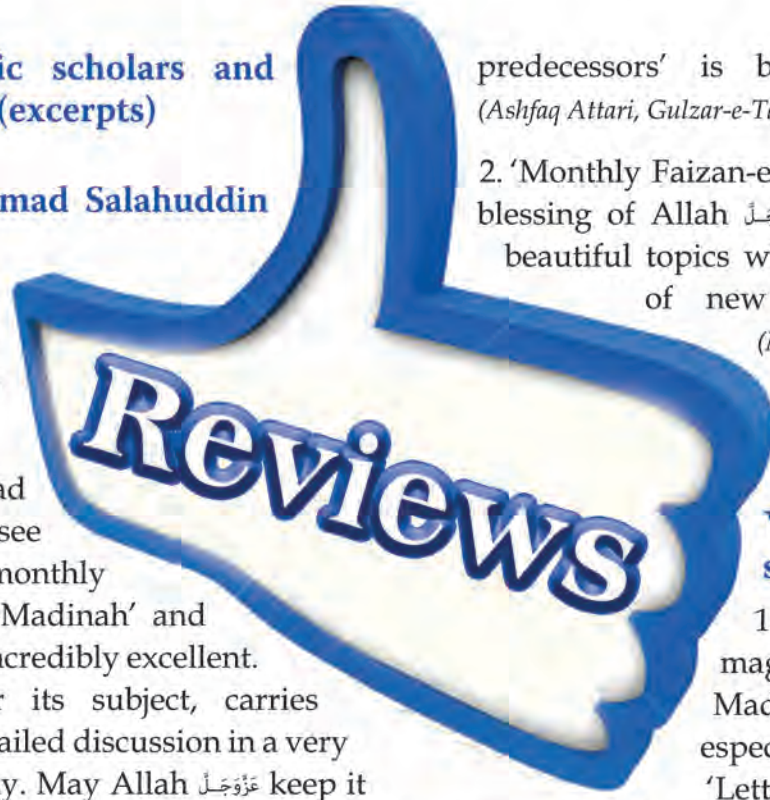 ic scholars and
(excerpts)
mad Salahuddin
ad
see
monthly
Madinah' and
ncredibly excellent.
its subject, carries
ailed discussion in a very
y. May Allah عَزَّوَجَلَّ keep it
Reviews
predecessors' is b
(Ashfaq Attari, Gulzar-e-Ta
2. 'Monthly Faizan-e
blessing of Allah
beautiful topics w
of new
1
mag
Mad
espec
'Lett